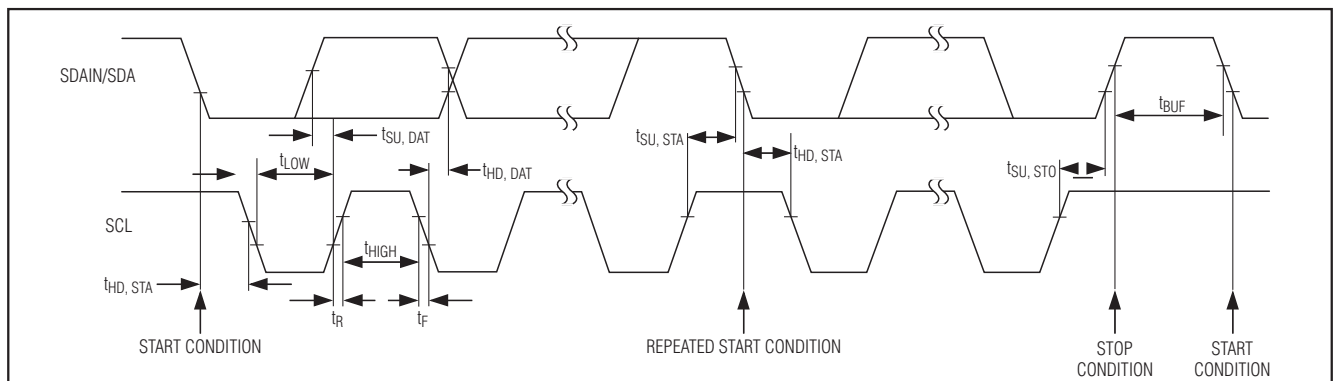 SDAIN/SDA
tSU, DAT
tLOW
tHD, DAT
tSU, STA
tHD, STA
tBUF
tSU, STO
SCL
tHIGH
tHD, STA
tR
tF
START CONDITION
REPEATED START CONDITION
STOP
CONDITION
START
CONDITION